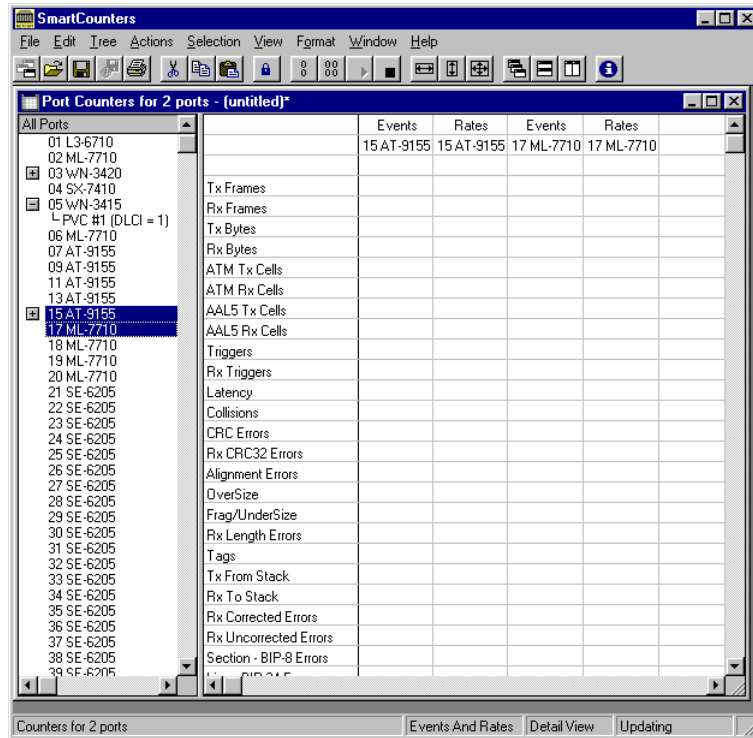 SmartCounters
File Edit Tree Actions Selection View Format Window Help
Port Counters for 2 ports - (untitled)*
All Ports
01 L3-6710
02 ML-7710
03 WN-3420
04 SX-7410
05 WN-3415
PVC #1 (DLCI = 1)
06 ML-7710
07 AT-9155
09 AT-9155
11 AT-9155
13 AT-9155
15 AT-9155
17 ML-7710
18 ML-7710
19 ML-7710
20 ML-7710
21 SE-6205
22 SE-6205
23 SE-6205
24 SE-6205
25 SE-6205
26 SE-6205
27 SE-6205
28 SE-6205
29 SE-6205
30 SE-6205
31 SE-6205
32 SE-6205
33 SE-6205
34 SE-6205
35 SE-6205
36 SE-6205
37 SE-6205
38 SE-6205
39 SE-6205
Events Rates Events Rates
15 AT-9155 15 AT-9155 17 ML-7710 17 ML-7710
Tx Frames
Rx Frames
Tx Bytes
Rx Bytes
ATM Tx Cells
ATM Rx Cells
AAL5 Tx Cells
AAL5 Rx Cells
Triggers
Rx Triggers
Latency
Collisions
CRC Errors
Rx CRC32 Errors
Alignment Errors
OverSize
Frag/UnderSize
Rx Length Errors
Tags
Tx From Stack
Rx To Stack
Rx Corrected Errors
Rx Uncorrected Errors
Section - BIP-8 Errors
Counters for 2 ports
Events And Rates
Detail View
Updating